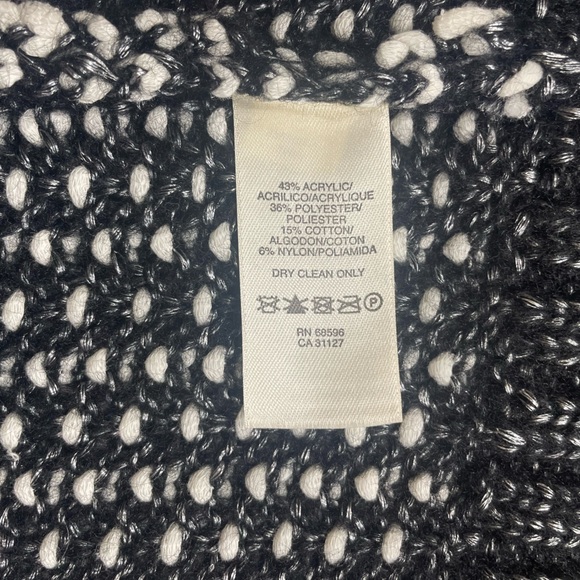 43% ACRYLIC/
ACRILICO/ACRYLIQUE
36% POLYESTER/
POLIESTER
15% COTTON/
ALGODON/COTON
6% NYLON/POLIAMIDA
DRY CLEAN ONLY
P
RN 68596
CA 31127